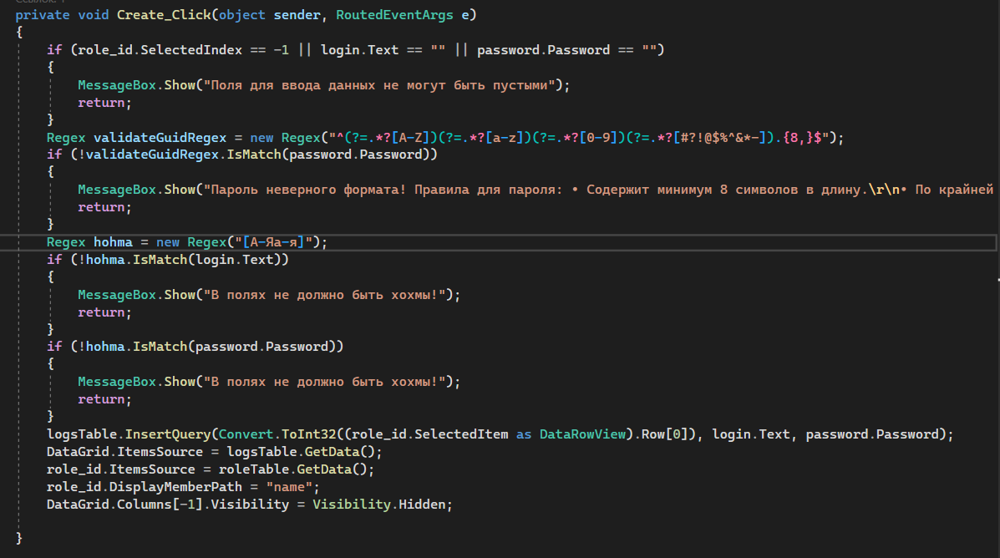 private void Create_Click(object sender, RoutedEventArgs e)
{
if (role_id.SelectedIndex == -1 || login.Text == "" || password.Password == "")
{
MessageBox.Show("Поля для ввода данных не могут быть пустыми");
return;
}
Regex validateGuidRegex = new Regex("^(?=.*?[A-Z])(?=.*?[a-z])(?=.*?[0-9])(?=.*?[#?!@$%^&*-]).{8,}$");
if (!validateGuidRegex.IsMatch(password.Password))
{
MessageBox.Show("Пароль неверного формата! Правила для пароля: • Содержит минимум 8 символов в длину.\r\n• По крайней
return;
}
Regex hohma = new Regex("[А-Яа-я]");
if (!hohma.IsMatch(login.Text))
{
MessageBox.Show("В полях не должно быть хохмы!");
return;
}
if (!hohma.IsMatch(password.Password))
{
MessageBox.Show("В полях не должно быть хохмы!");
return;
}
logsTable.InsertQuery(Convert.ToInt32((role_id.SelectedItem as DataRowView).Row[0]), login.Text, password.Password);
DataGrid.ItemsSource = logsTable.GetData();
role_id.ItemsSource = roleTable.GetData();
role_id.DisplayMemberPath = "name";
DataGrid.Columns[-1].Visibility = Visibility.Hidden;
}